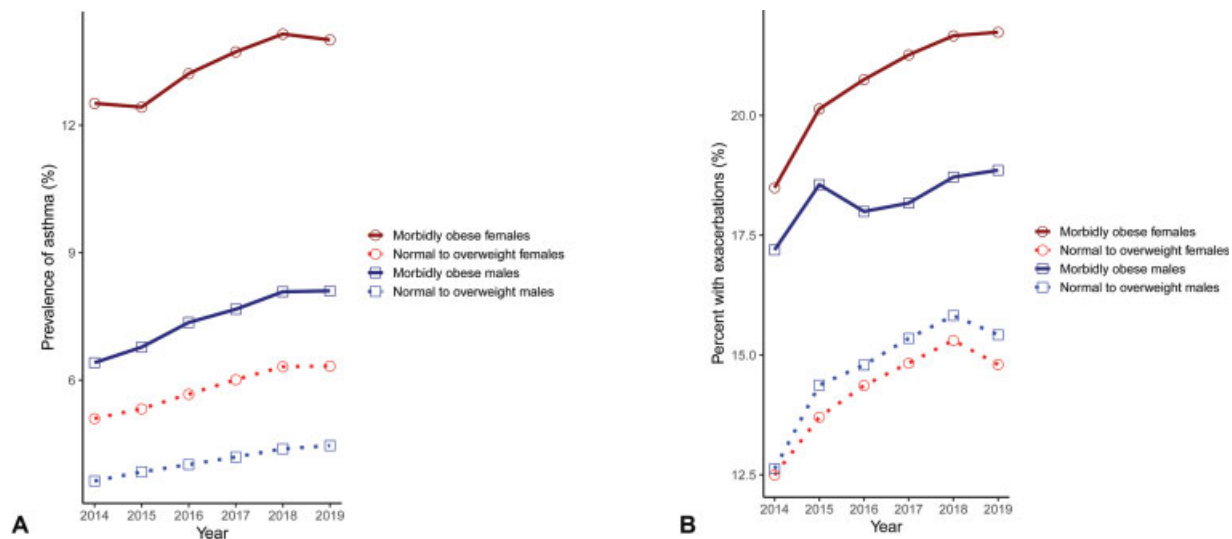 12
9
6
Prevalence of asthma (%)
2014 2015 2016 2017 2018 2019
Year
A
Morbidly obese females
Normal to overweight females
Morbidly obese males
Normal to overweight males
20.0
17.5
15.0
12.5
Percent with exacerbations (%)
2014 2015 2016 2017 2018 2019
Year
B
Morbidly obese females
Normal to overweight females
Morbidly obese males
Normal to overweight males